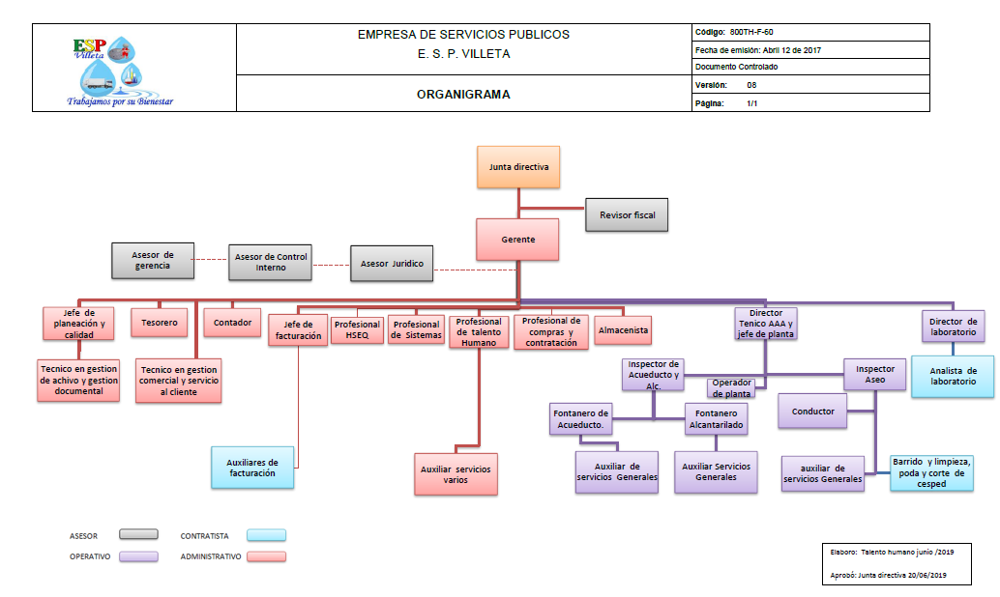 ESP
Villeta
Trabajamos por su Bienestar
EMPRESA DE SERVICIOS PUBLICOS
E. S. P. VILLETA
ORGANIGRAMA
Código: 800TH-F-60
Fecha de emisión: Abril 12 de 2017
Documento Controlado
Versión: 08
Página: 1/1
Junta directiva
Revisor fiscal
Gerente
Asesor de
gerencia
Asesor de Control
Interno
Asesor Juridico
Jefe de
planeación y
calidad
Tesorero
Contador
Jefe de
facturación
Profesional
HSEQ
Profesional
de Sistemas
Profesional
de talento
Humano
Profesional de
compras y
contratación
Almacenista
Director
Tenico AAA y
jefe de planta
Director de
laboratorio
Tecnico en gestion
de achivo y gestion
documental
Tecnico en gestion
comercial y servicio
al cliente
Inspector de
Acueducto y
Alc.
Operador
de planta
Inspector
Aseo
Analista de
laboratorio
Fontanero de
Acueducto.
Fontanero
Alcantarilado
Conductor
Auxiliares de
facturación
Auxiliar servicios
varios
Auxiliar de
servicios Generales
Auxiliar Servicios
Generales
auxiliar de
servicios Generales
Barrido y limpieza,
poda y corte de
cesped
ASESOR
CONTRATISTA
OPERATIVO
ADMINISTRATIVO
Elaboro: Talento humano junio /2019
Aprobó: Junta directiva 20/06/2019